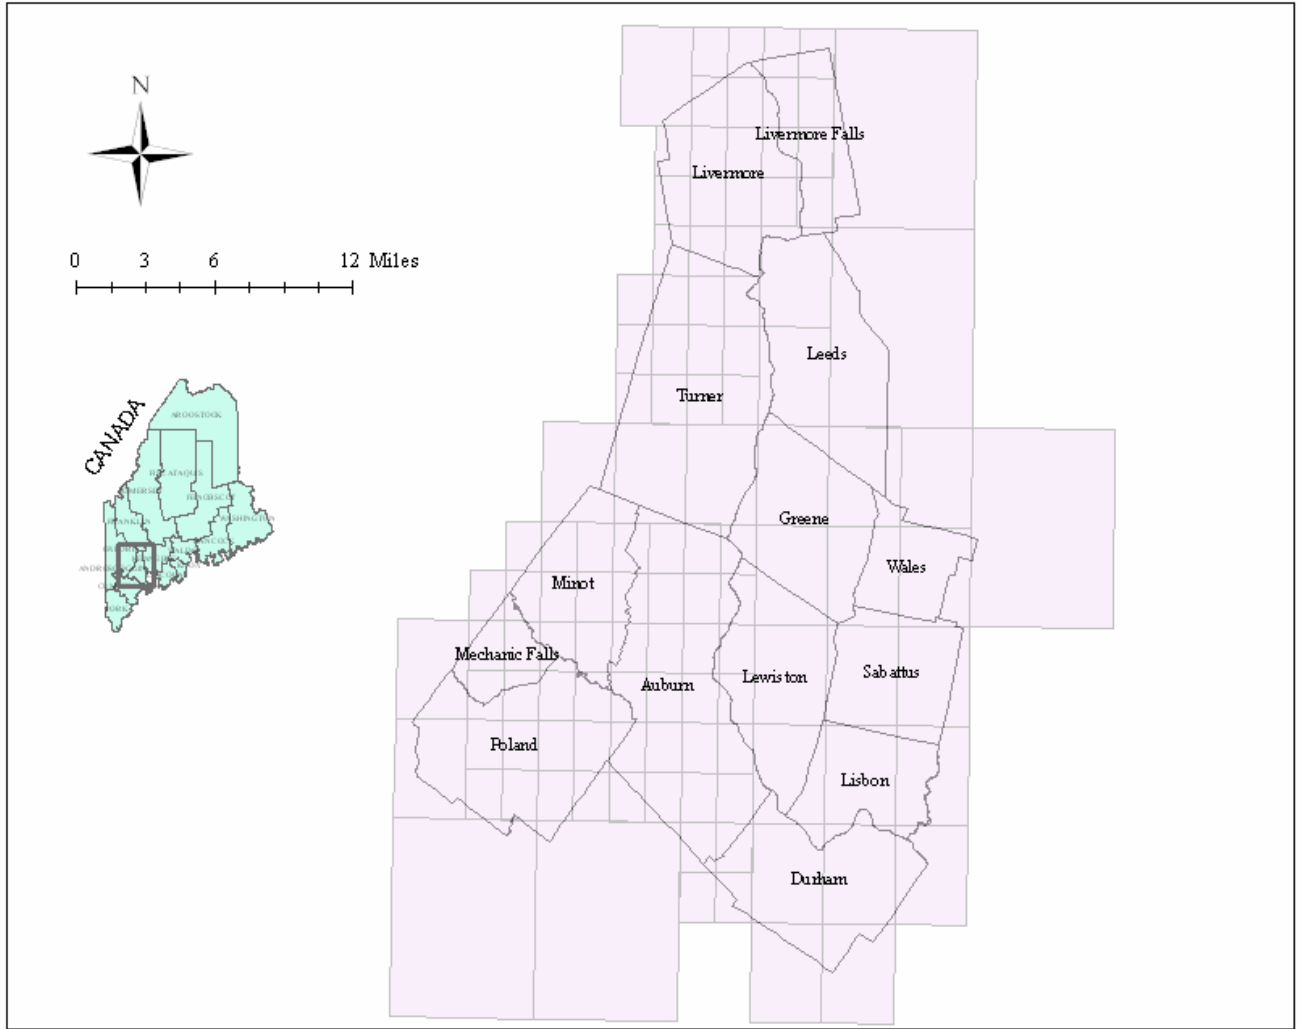 N
0 3 6 12 Miles
Livermore Falls
Livermore
Leeds
Turner
CANADA
AROOSTOOK
WASHINGTON
Greene
Wales
Minot
Mechanic Falls
Auburn
Lewiston
Sabattus
Poland
Lisbon
Durham